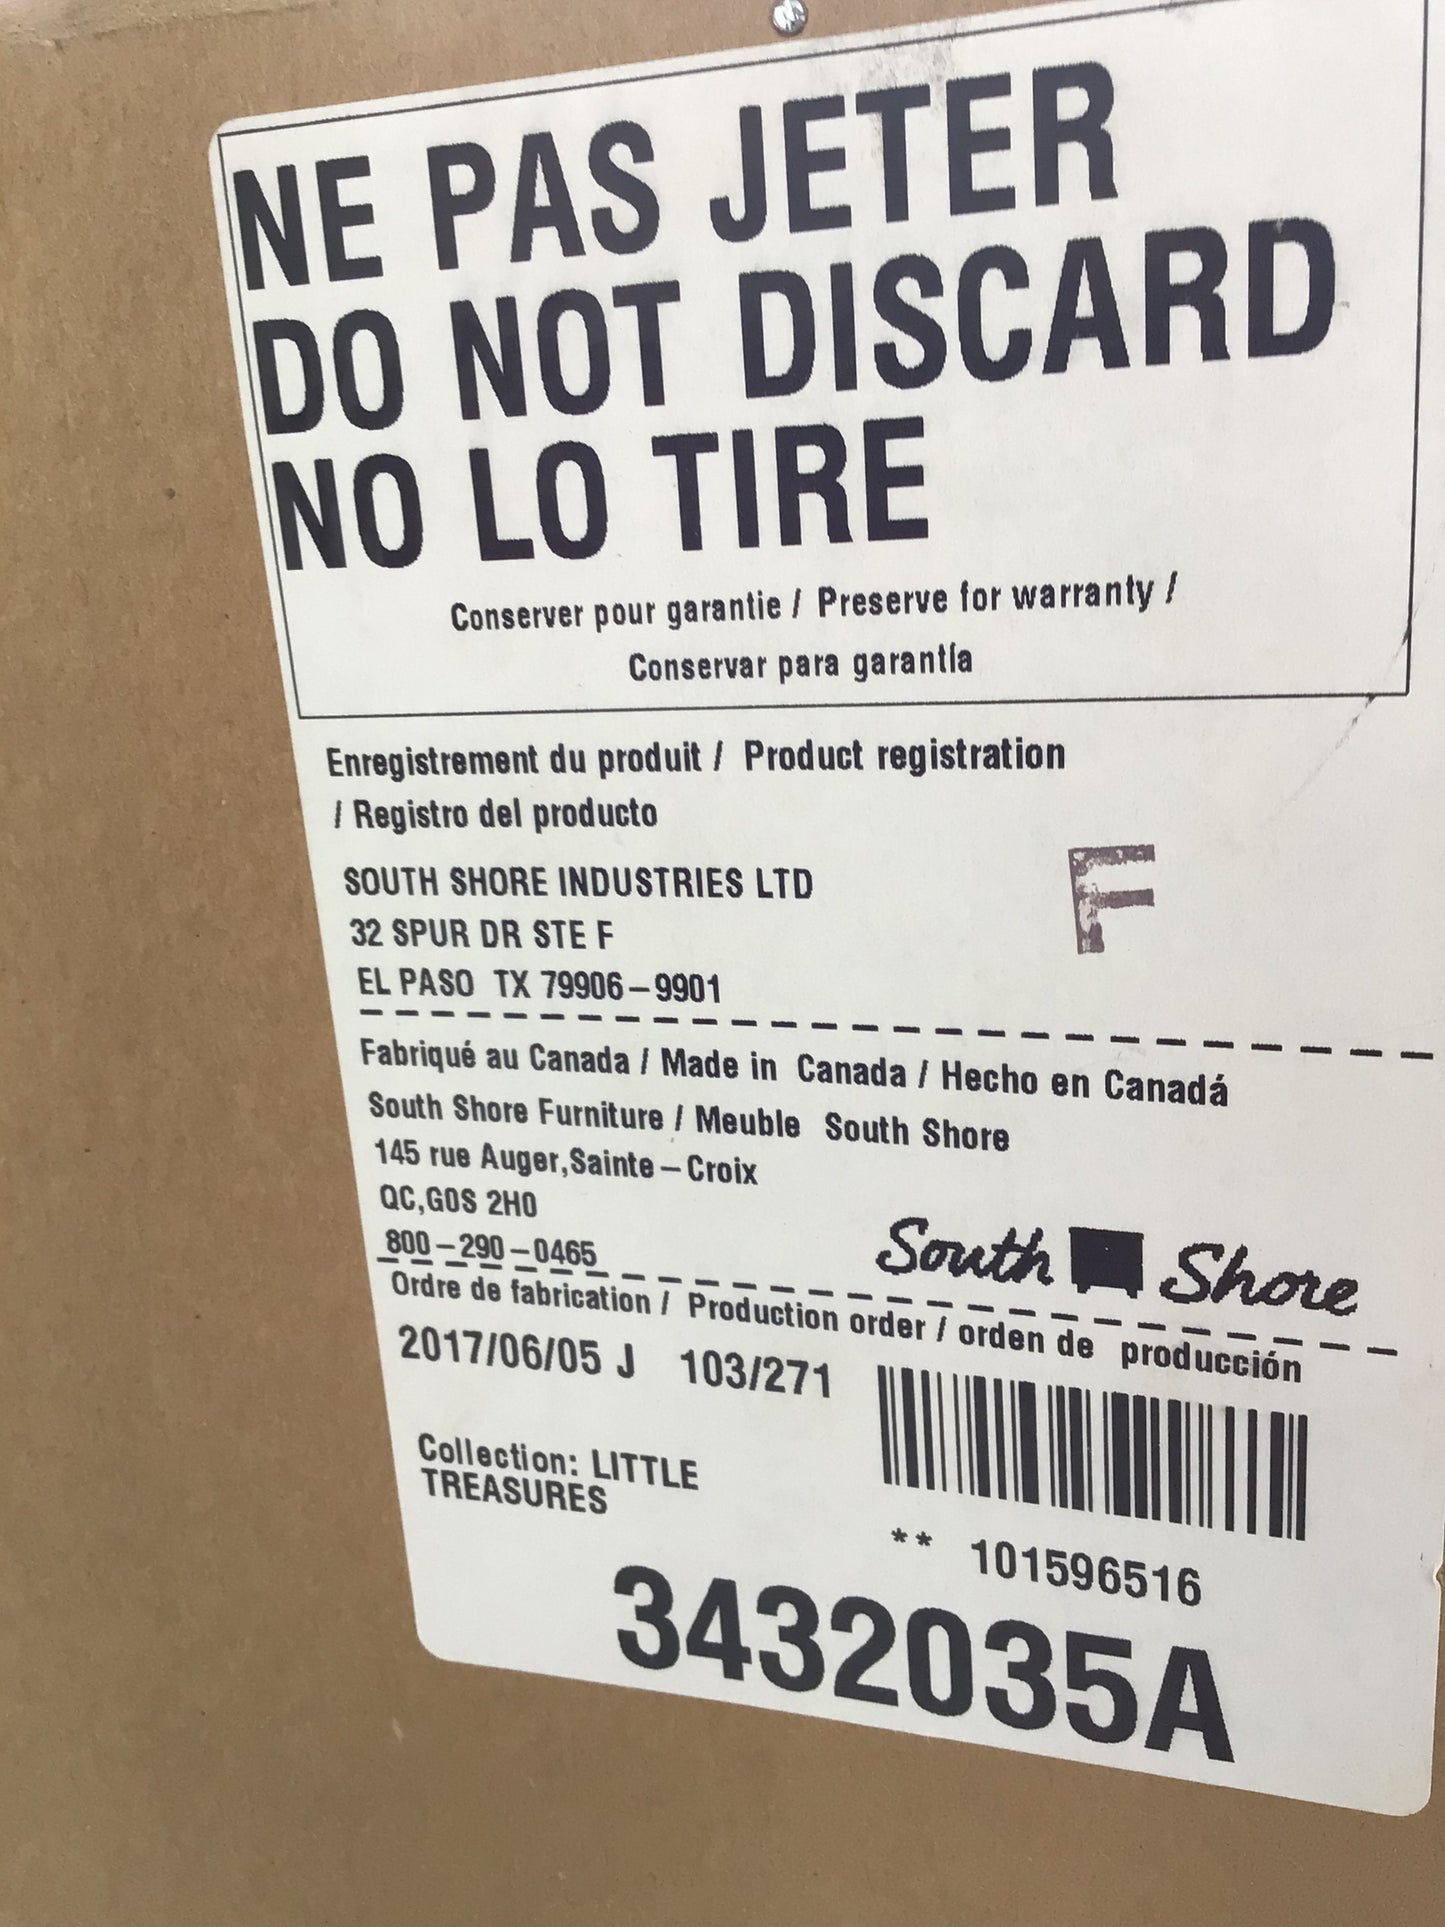 NE PAS JETER
DO NOT DISCARD
NO LO TIRE
Conserver pour garantie / Preserve for warranty /
Conservar para garantía
Enregistrement du produit / Product registration
/ Registro del producto
SOUTH SHORE INDUSTRIES LTD
32 SPUR DR STE F
F
EL PASO TX 79906-9901
Fabriqué au Canada / Made in Canada / Hecho en Canadá
South Shore Furniture / Meuble South Shore
145 rue Auger,Sainte-Croix
QC,G0S 2H0
800-290-0465
South Shore
Ordre de fabrication / Production order / orden de producción
2017/06/05 J 103/271
Collection: LITTLE
TREASURES
** 101596516
3432035A